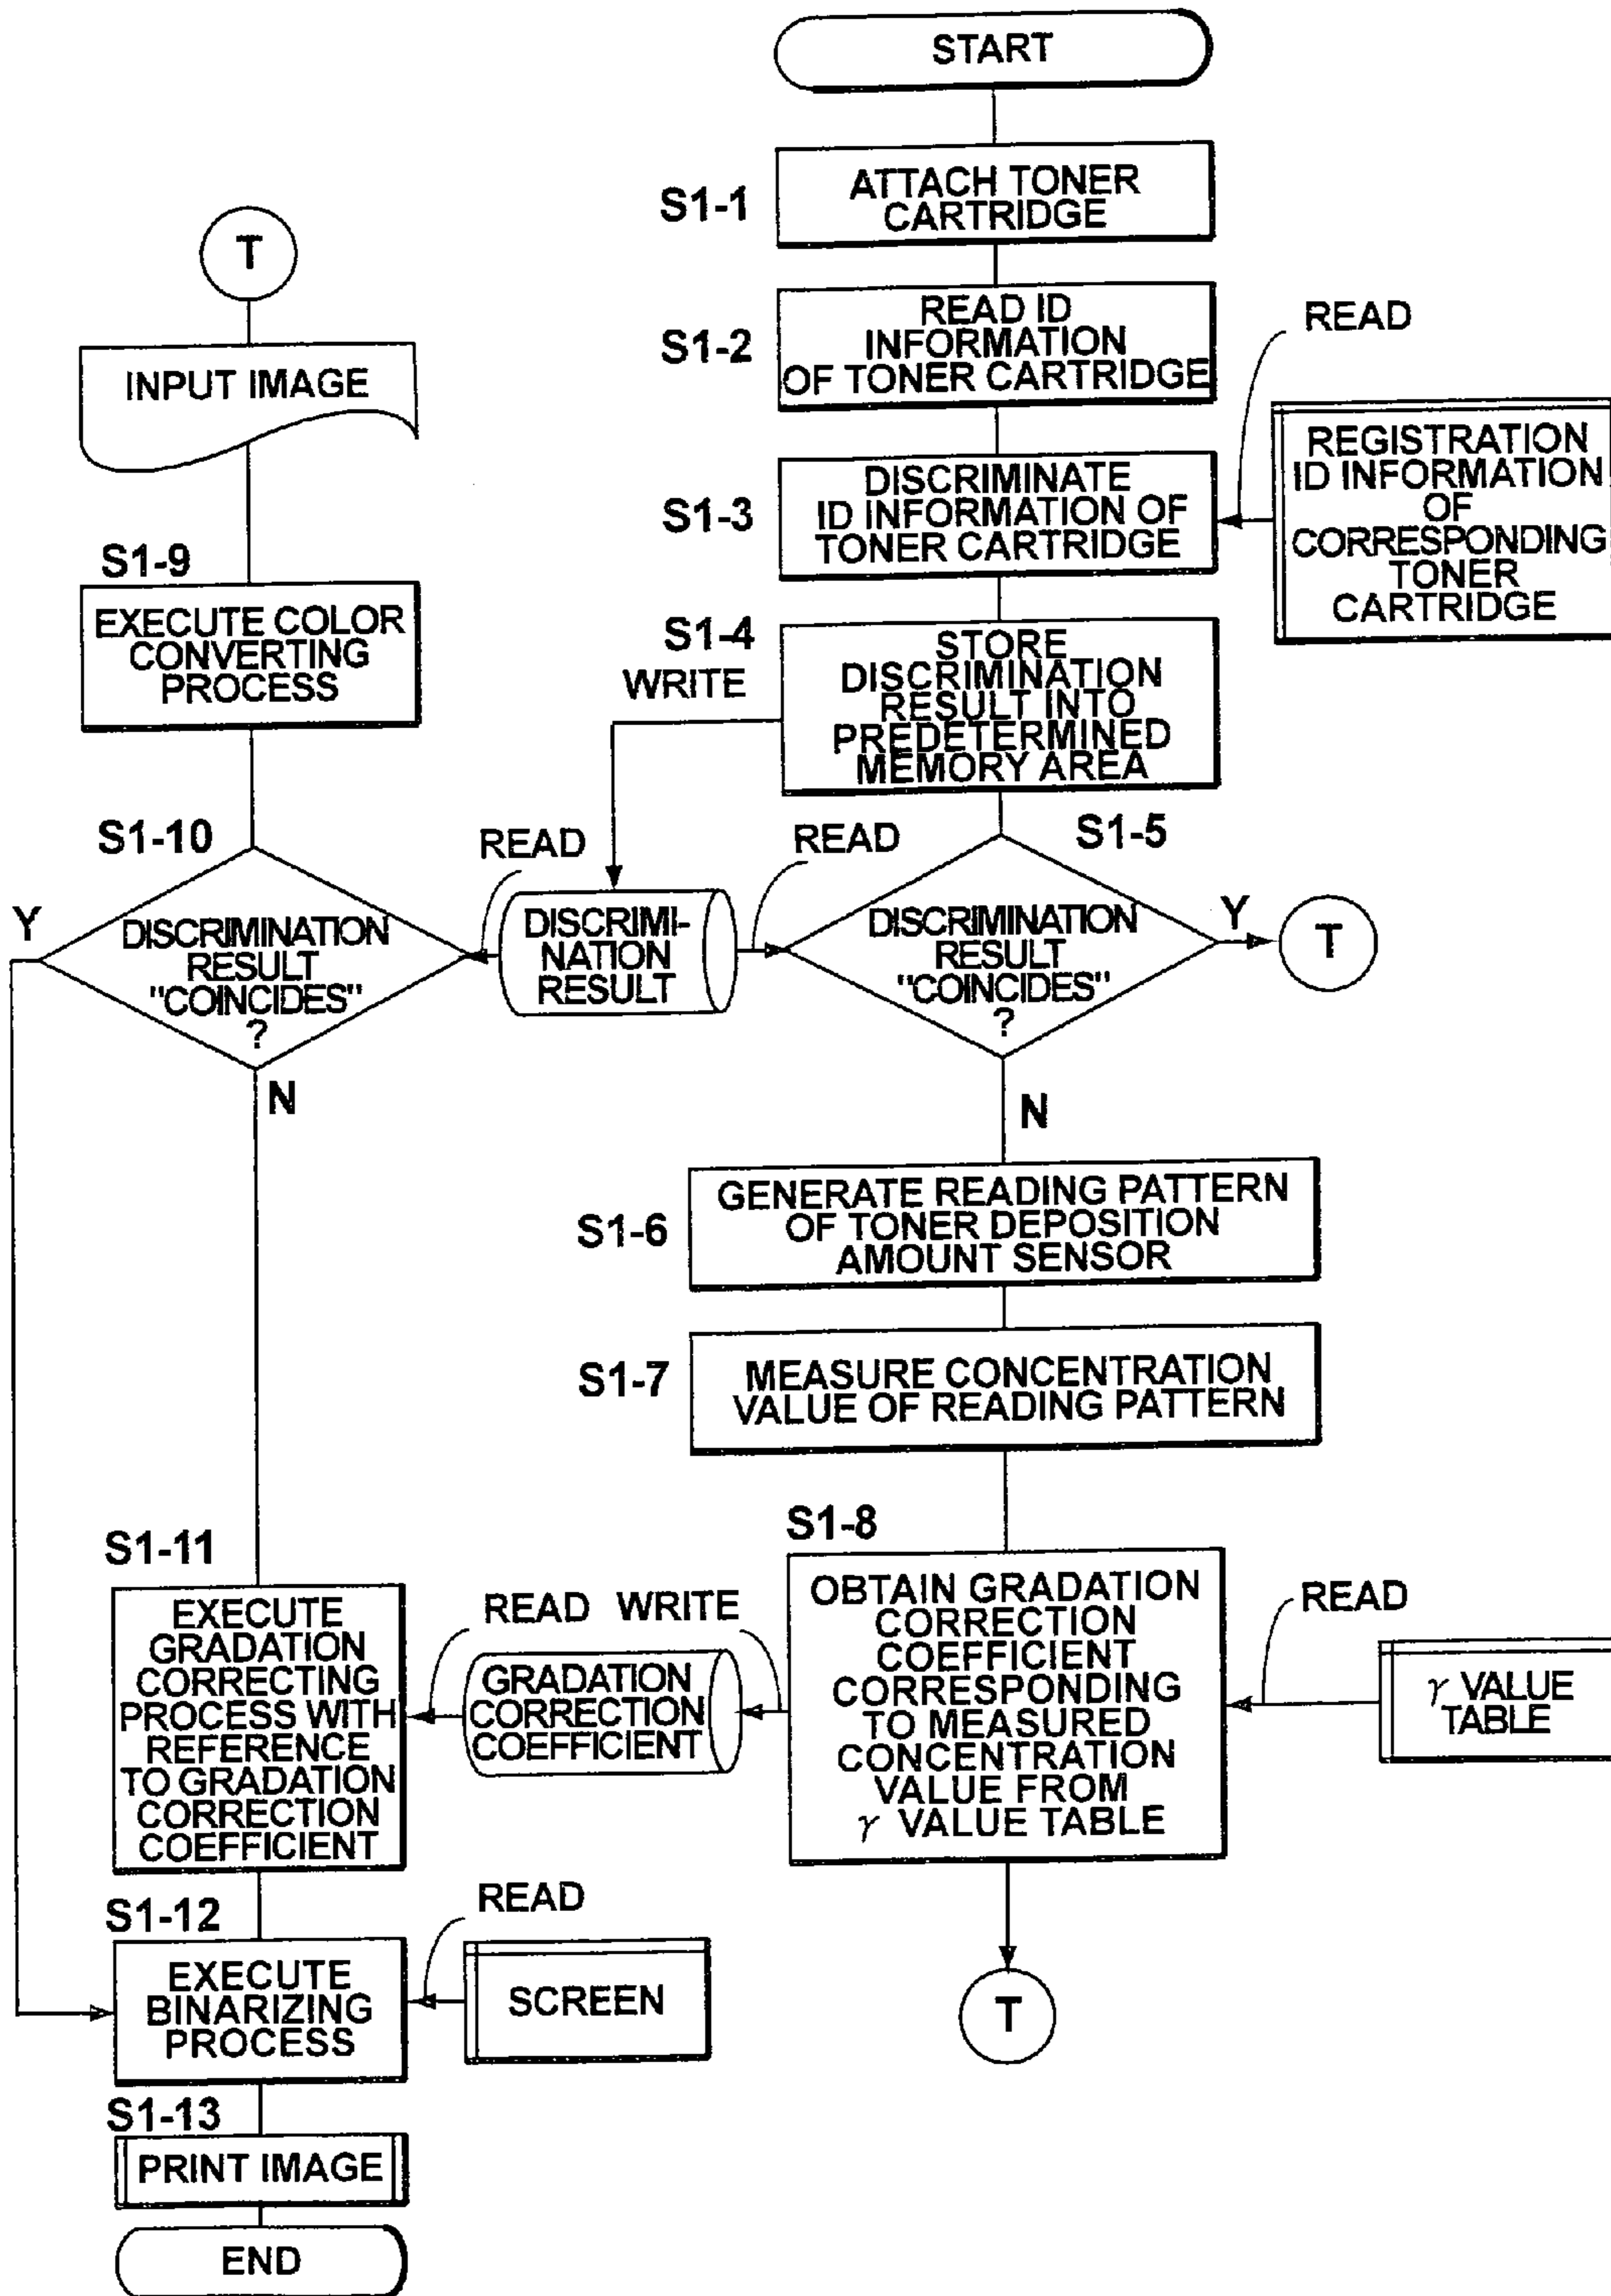 START
S1-1
ATTACH TONER
CARTRIDGE
S1-2
READ ID
INFORMATION
OF TONER CARTRIDGE
READ
S1-3
DISCRIMINATE
ID INFORMATION OF
TONER CARTRIDGE
REGISTRATION
ID INFORMATION
OF
CORRESPONDING
TONER
CARTRIDGE
S1-4
WRITE
STORE
DISCRIMINATION
RESULT INTO
PREDETERMINED
MEMORY AREA
READ
DISCRIMI-
NATION
RESULT
READ
S1-5
DISCRIMINATION
RESULT
"COINCIDES"
?
Y
T
N
S1-6
GENERATE READING PATTERN
OF TONER DEPOSITION
AMOUNT SENSOR
S1-7
MEASURE CONCENTRATION
VALUE OF READING PATTERN
S1-8
OBTAIN GRADATION
CORRECTION
COEFFICIENT
CORRESPONDING
TO MEASURED
CONCENTRATION
VALUE FROM
γ VALUE TABLE
READ
γ VALUE
TABLE
T
T
INPUT IMAGE
S1-9
EXECUTE COLOR
CONVERTING
PROCESS
S1-10
DISCRIMINATION
RESULT
"COINCIDES"
?
Y
N
S1-11
EXECUTE
GRADATION
CORRECTING
PROCESS WITH
REFERENCE
TO GRADATION
CORRECTION
COEFFICIENT
READ WRITE
GRADATION
CORRECTION
COEFFICIENT
S1-12
EXECUTE
BINARIZING
PROCESS
READ
SCREEN
S1-13
PRINT IMAGE
END